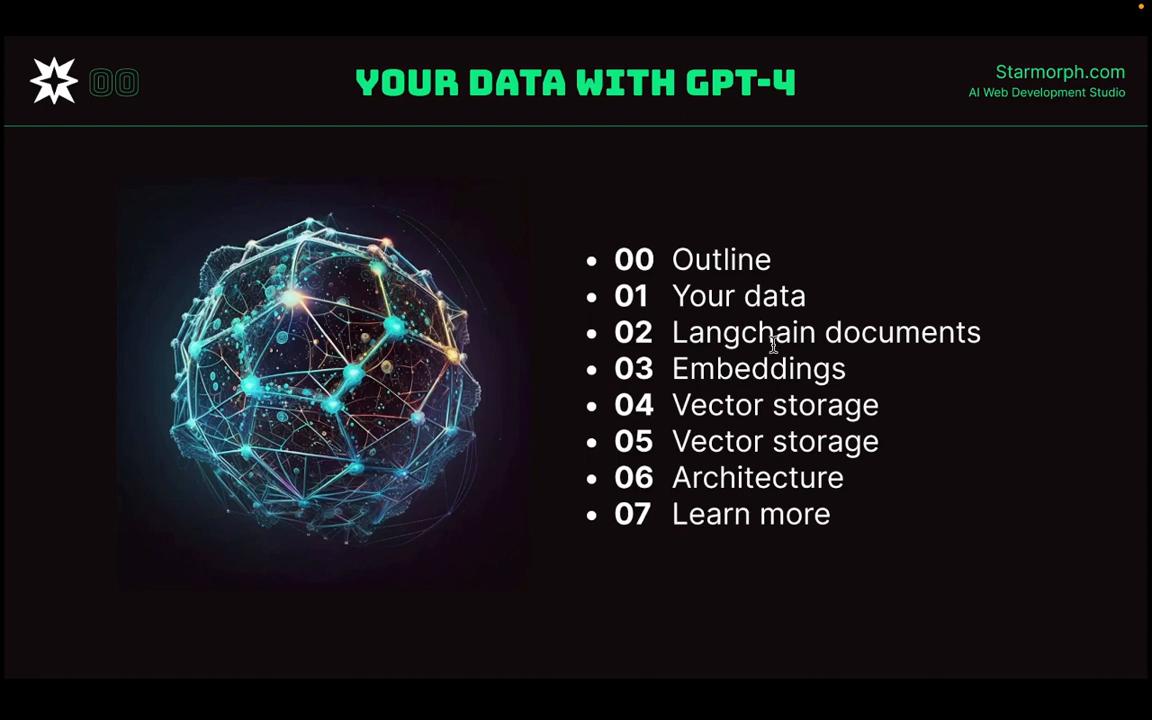 00
YOUR DATA WITH GPT-4
Starmorph.com
AI Web Development Studio
00 Outline
01 Your data
02 Langchain documents
03 Embeddings
04 Vector storage
05 Vector storage
06 Architecture
07 Learn more